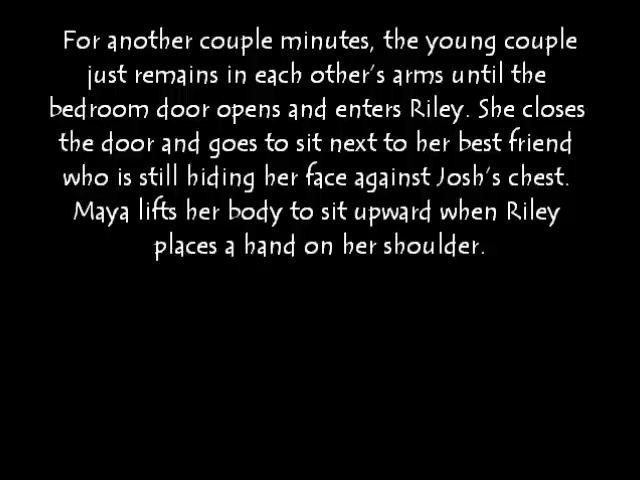 For another couple minutes, the young couple
just remains in each other's arms until the
bedroom door opens and enters Riley. She closes
the door and goes to sit next to her best friend
who is still hiding her face against Josh's chest.
Maya lifts her body to sit upward when Riley
places a hand on her shoulder.